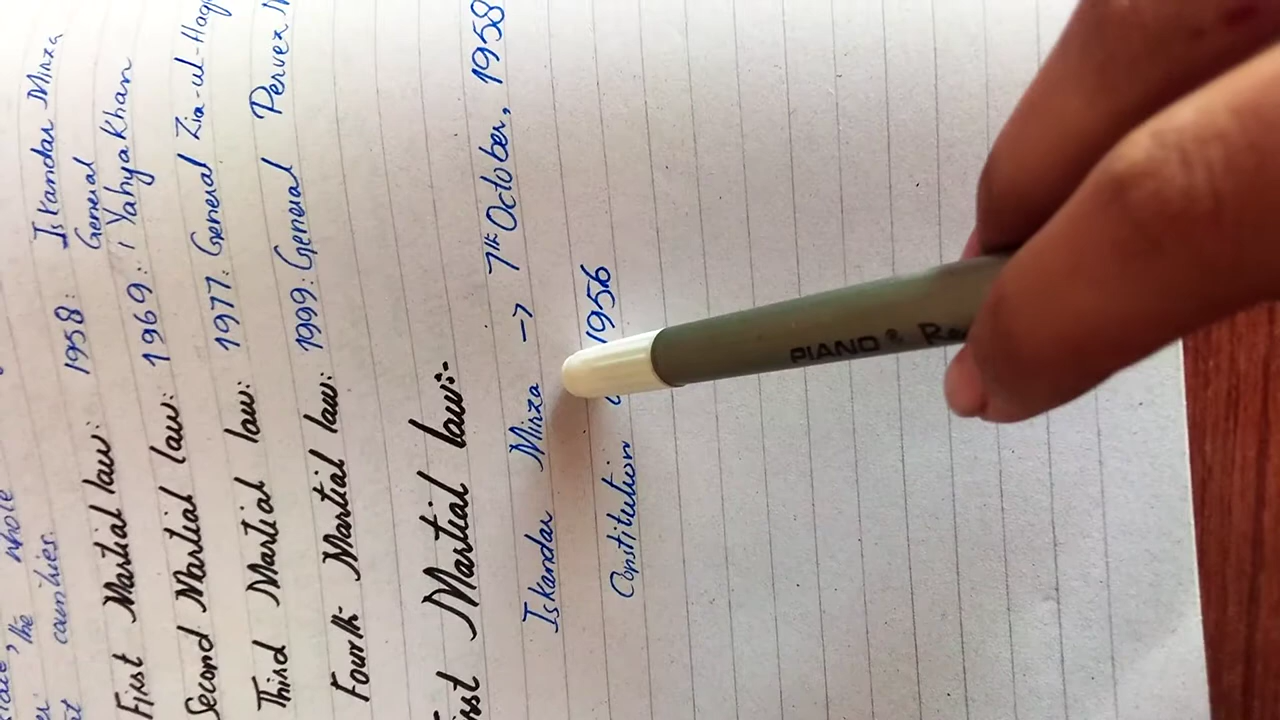 whole
the
countries.
First Martial law: 1958: Iskandar Mirza
Second Martial law: 1969: General Yahya Khan
Third Martial law: 1977: General Zia-ul-Haq
Fourth Martial law: 1999: General Pervez
Martial law:-
Iskandar Mirza -> 7th October, 1958
Constitution 1956
PIANO